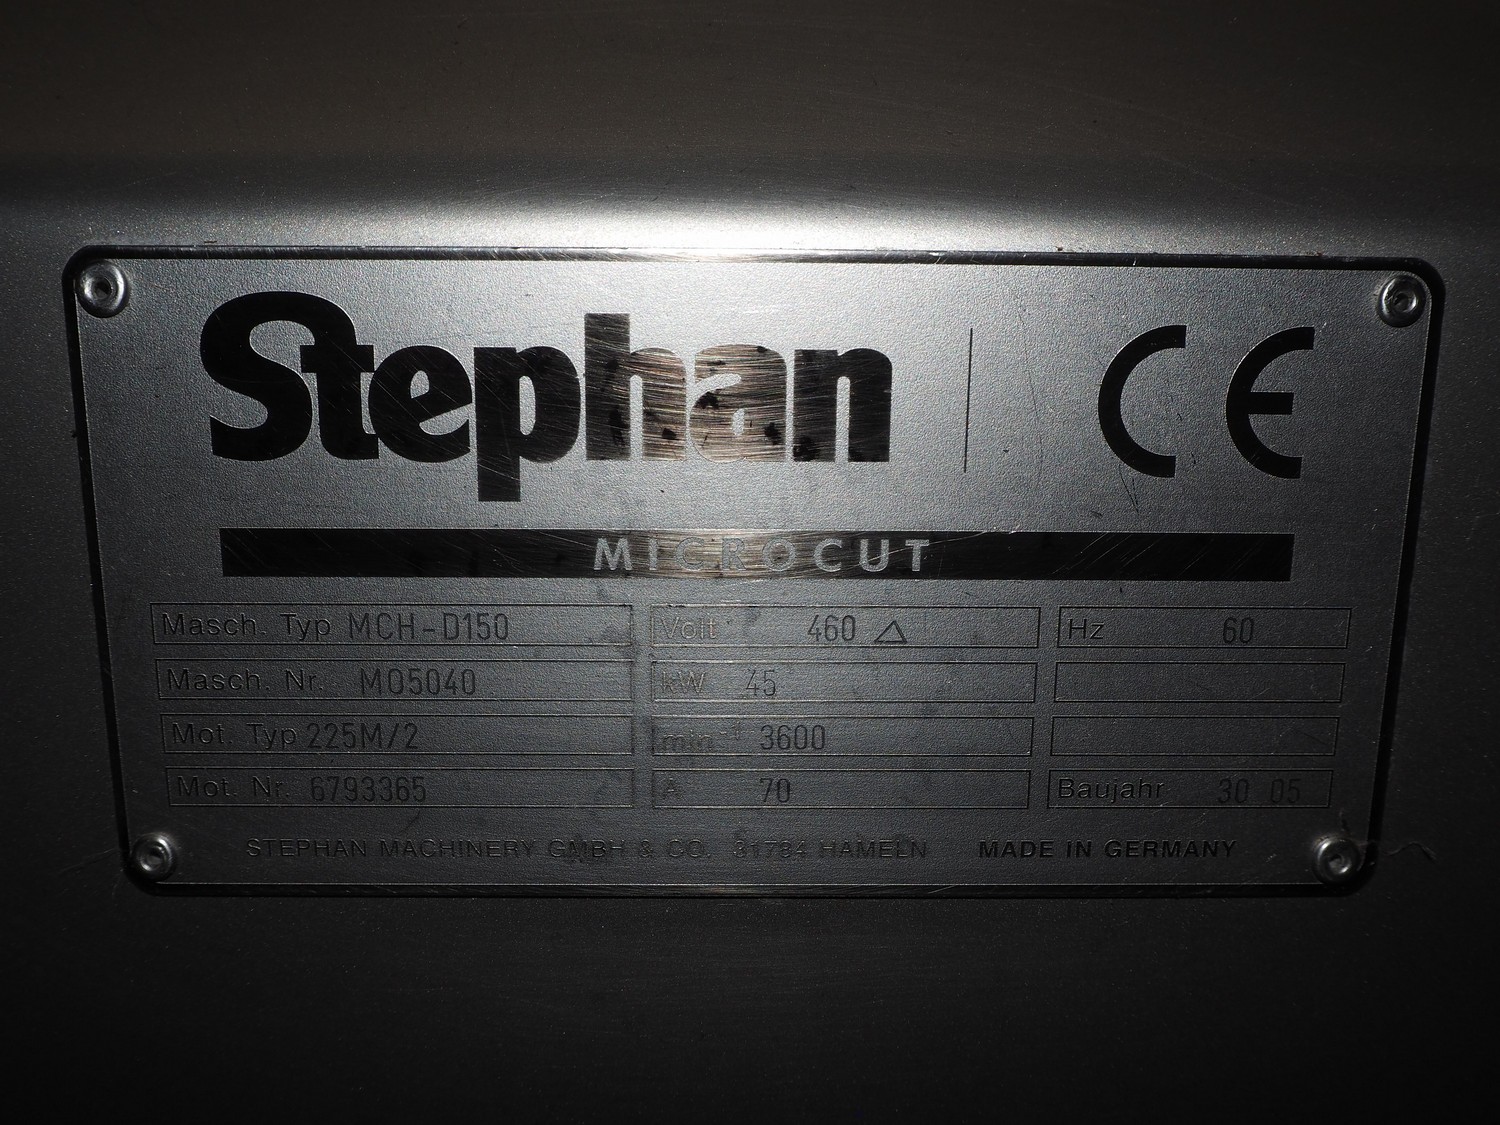 Stephan CE
MICROCUT
Masch. Typ MCH-D150 Volt 460 △ Hz 60
Masch. Nr. M05040 kW 45
Mot. Typ 225M/2 min⁻¹ 3600
Mot. Nr. 6793365 A 70 Baujahr 30 05
STEPHAN MACHINERY GMBH & CO. 31784 HAMELN MADE IN GERMANY